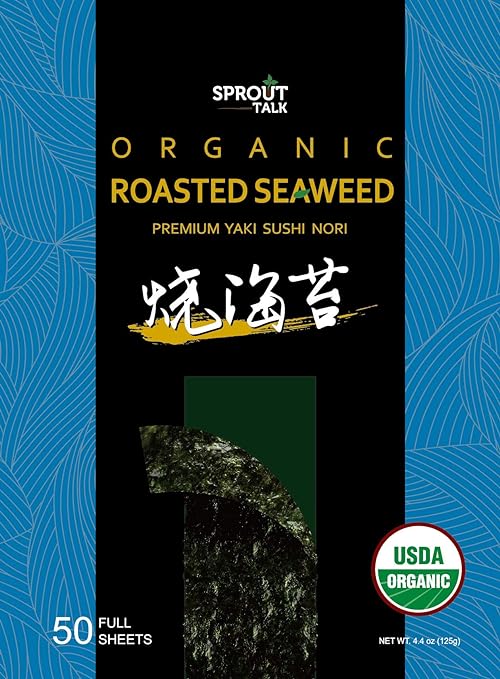 SPROUT
TALK
ORGANIC
ROASTED SEAWEED
PREMIUM YAKI SUSHI NORI
烧海苔
USDA
ORGANIC
50 FULL
SHEETS
NET WT. 4.4 oz (125g)